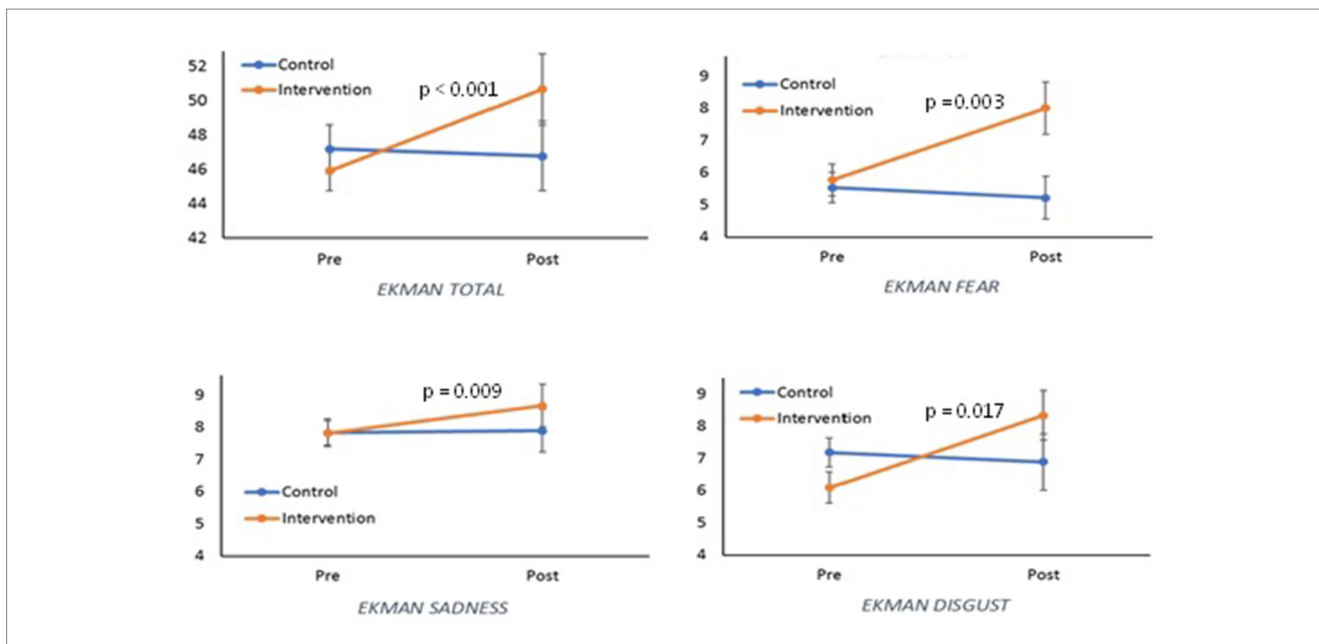 52
50
48
46
44
42
Control
Intervention
p < 0.001
Pre
Post
EKMAN TOTAL
9
8
7
6
5
4
Control
Intervention
p =0.003
Pre
Post
EKMAN FEAR
9
8
7
6
5
4
p = 0.009
Control
Intervention
Pre
Post
EKMAN SADNESS
9
8
7
6
5
4
Control
Intervention
p = 0.017
Pre
Post
EKMAN DISGUST